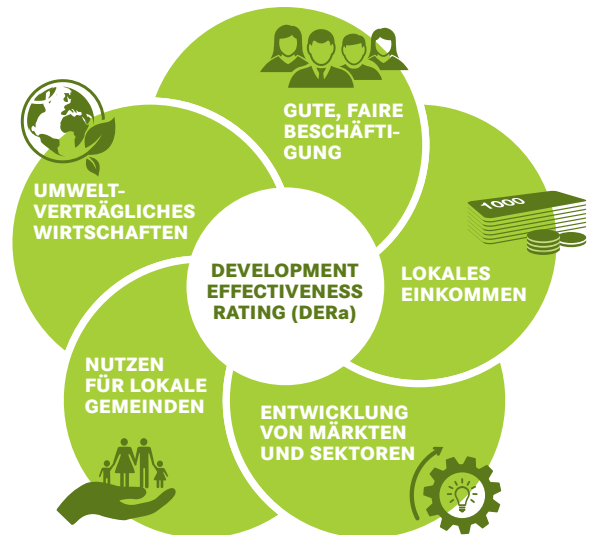 GUTE, FAIRE
BESCHÄFTI-
GUNG
1000
UMWELT-
VERTRÄGLICHES
WIRTSCHAFTEN
DEVELOPMENT
EFFECTIVENESS
RATING (DERa)
LOKALES
EINKOMMEN
NUTZEN
FÜR LOKALE
GEMEINDEN
ENTWICKLUNG
VON MÄRKTEN
UND SEKTOREN